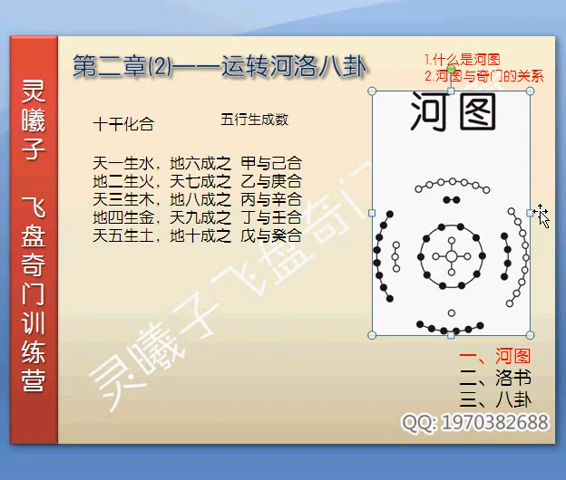 灵曦子 飞盘奇门训练营
第二章(2)——运转河洛八卦
1.什么是河图
2.河图与奇门的关系
十干化合
五行生成数
天一生水，地六成之 甲与己合
地二生火，天七成之 乙与庚合
天三生木，地八成之 丙与辛合
地四生金，天九成之 丁与壬合
天五生土，地十成之 戊与癸合
河图
一、河图
二、洛书
三、八卦
灵曦子飞盘奇门
QQ: 1970382688